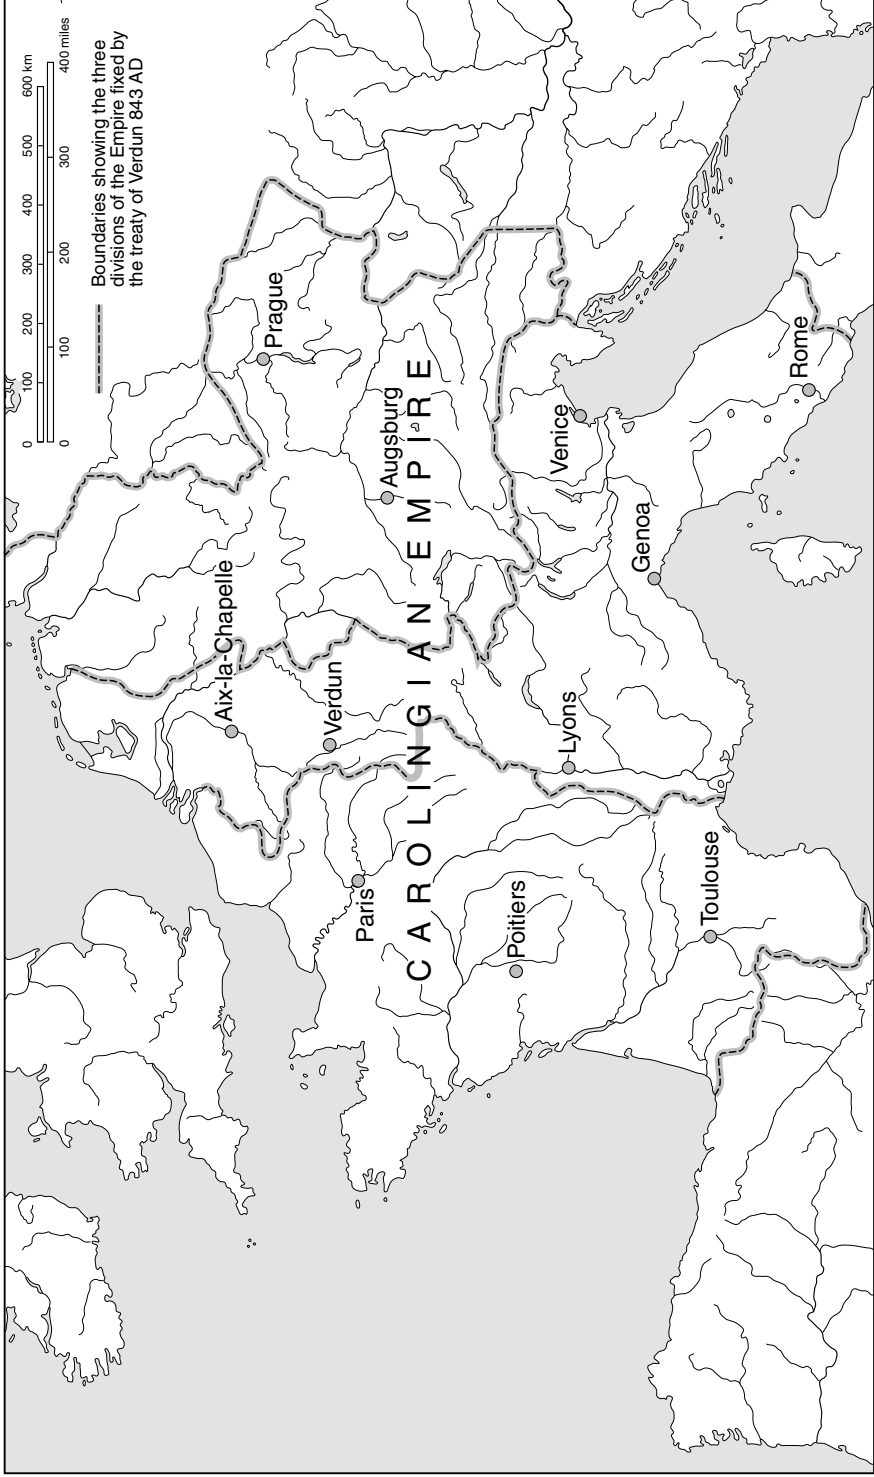 0 100 200 300 400 500 600 km
0 100 200 300 400 miles
Boundaries showing the three
divisions of the Empire fixed by
the treaty of Verdun 843 AD
Aix-la-Chapelle
Prague
Verdun
Paris
Augsburg
CAROLINGIAN EMPIRE
Poitiers
Lyons
Venice
Genoa
Toulouse
Rome